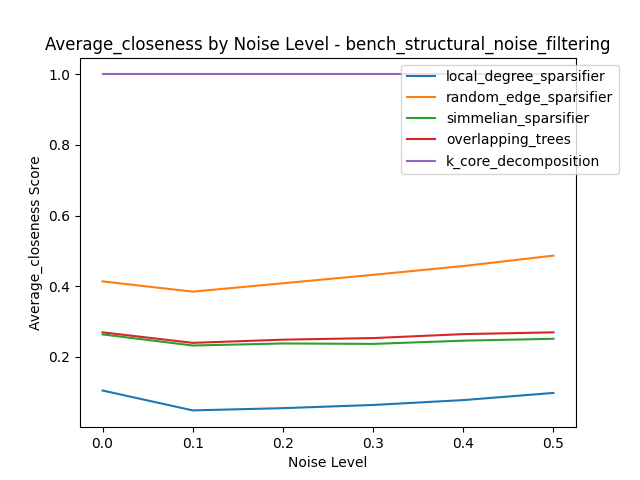 Average_closeness by Noise Level - bench_structural_noise_filtering
local_degree_sparsifier
random_edge_sparsifier
simmelian_sparsifier
overlapping_trees
k_core_decomposition
Average_closeness Score
1.0
0.8
0.6
0.4
0.2
0.0 0.1 0.2 0.3 0.4 0.5
Noise Level